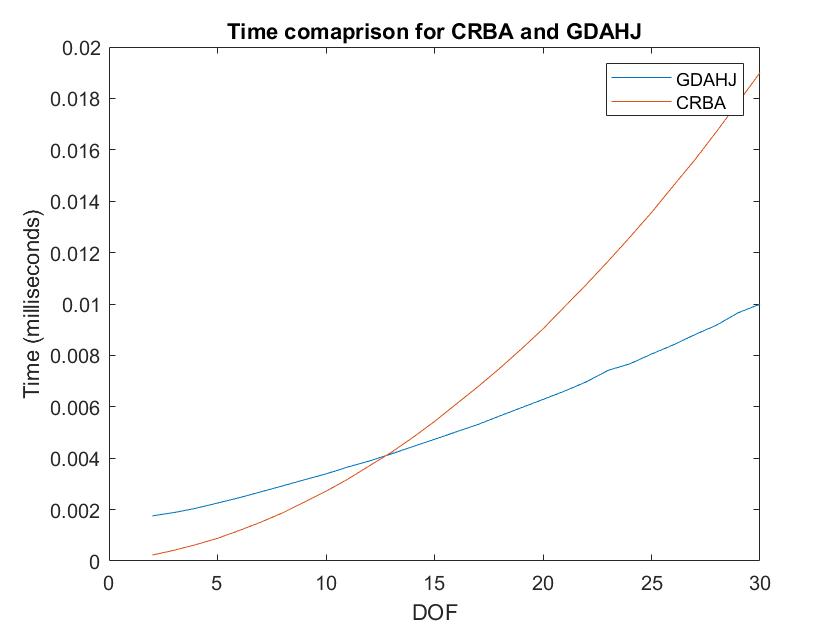 Time comaprison for CRBA and GDAHJ
0.02
0.018
0.016
0.014
0.012
0.01
0.008
0.006
0.004
0.002
0
Time (milliseconds)
GDAHJ
CRBA
0 5 10 15 20 25 30
DOF